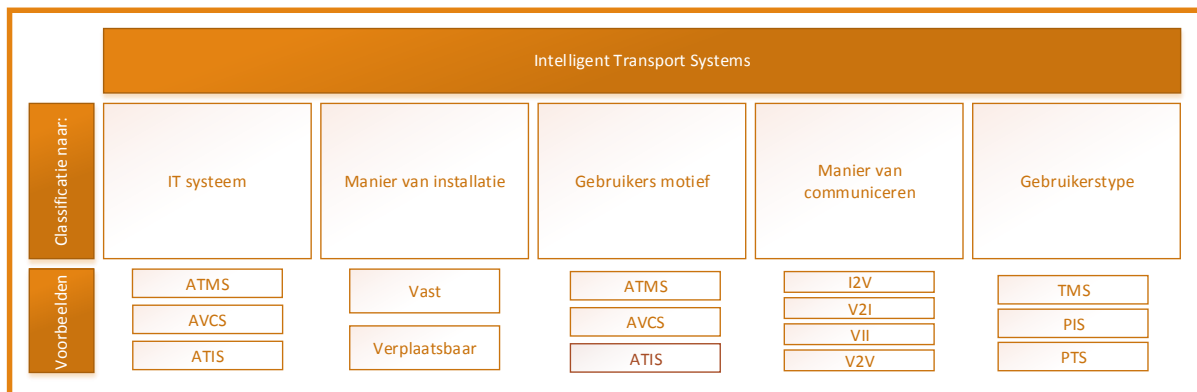 Intelligent Transport Systems
Classificatie naar:
IT systeem
Manier van installatie
Gebruikers motief
Manier van
communiceren
Gebruikerstype
Voorbeelden
ATMS
AVCS
ATIS
Vast
Verplaatsbaar
ATMS
AVCS
ATIS
I2V
V2I
VII
V2V
TMS
PIS
PTS